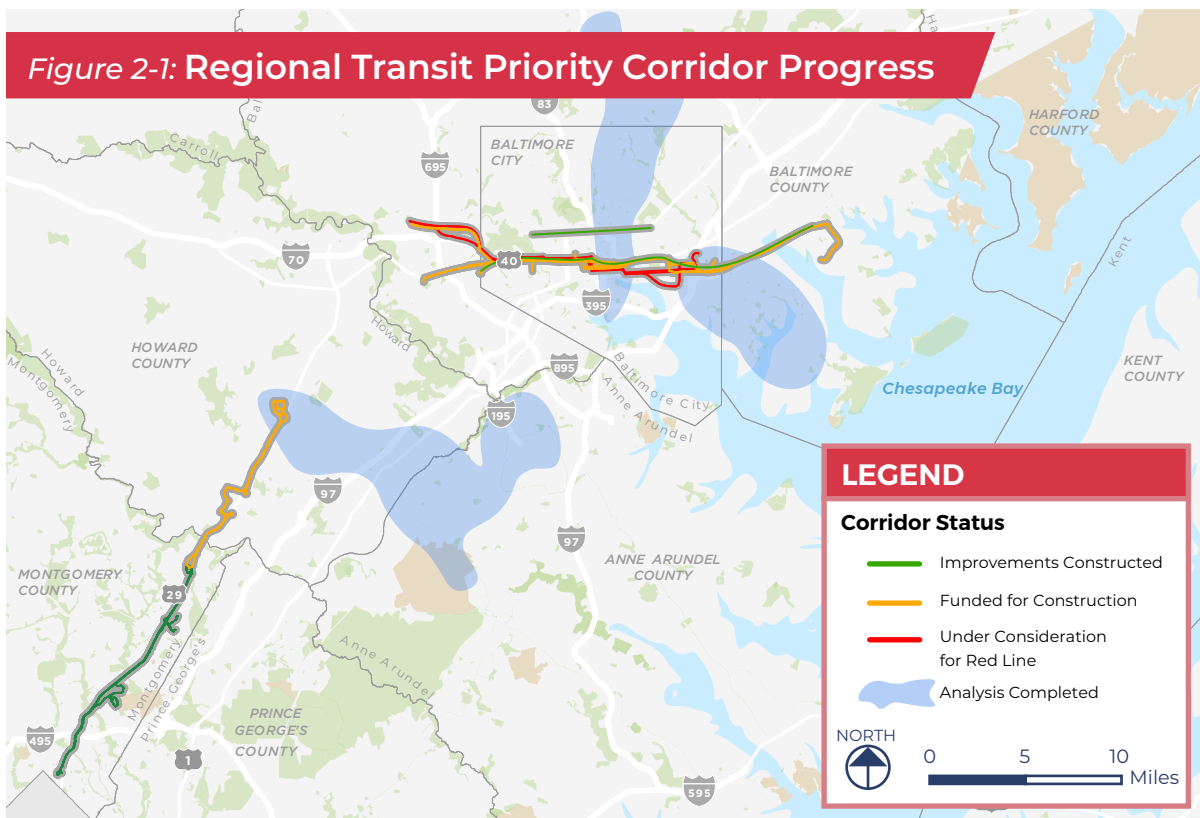 Figure 2-1: Regional Transit Priority Corridor Progress
83
BALTIMORE
CITY
HARFORD
COUNTY
Carroll
695
BALTIMORE
COUNTY
70
40
Kent
395
Howard
HOWARD
COUNTY
Howard
Montgomery
895
Baltimore City
Anne Arundel
KENT
COUNTY
Chesapeake Bay
195
97
97
ANNE ARUNDEL
COUNTY
MONTGOMERY
COUNTY
29
Montgomery
Prince George's
Anne Arundel
PRINCE
GEORGE'S
COUNTY
495
1
595
LEGEND
Corridor Status
Improvements Constructed
Funded for Construction
Under Consideration
for Red Line
Analysis Completed
NORTH
0 5 10
Miles